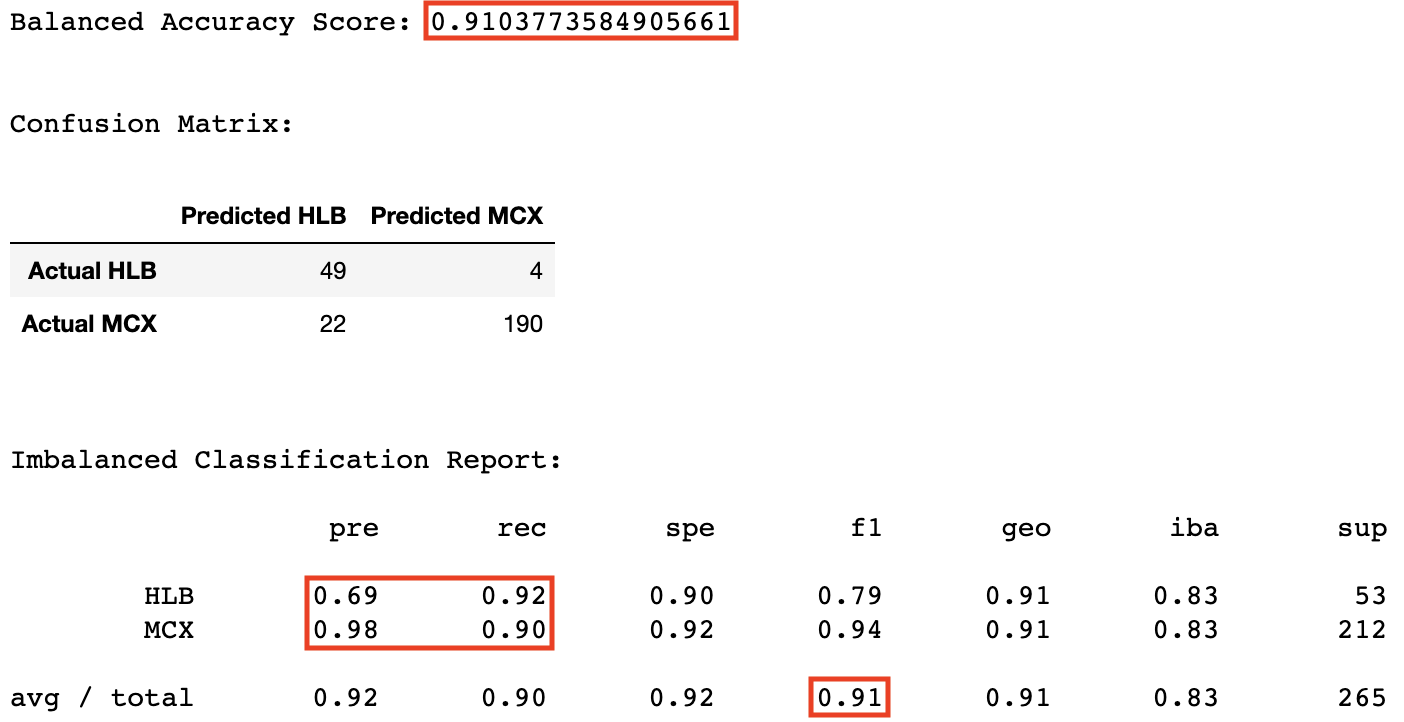 Balanced Accuracy Score: 0.9103773584905661
Confusion Matrix:
Predicted HLB Predicted MCX
Actual HLB 49 4
Actual MCX 22 190
Imbalanced Classification Report:
pre rec spe f1 geo iba sup
HLB 0.69 0.92 0.90 0.79 0.91 0.83 53
MCX 0.98 0.90 0.92 0.94 0.91 0.83 212
avg / total 0.92 0.90 0.92 0.91 0.91 0.83 265